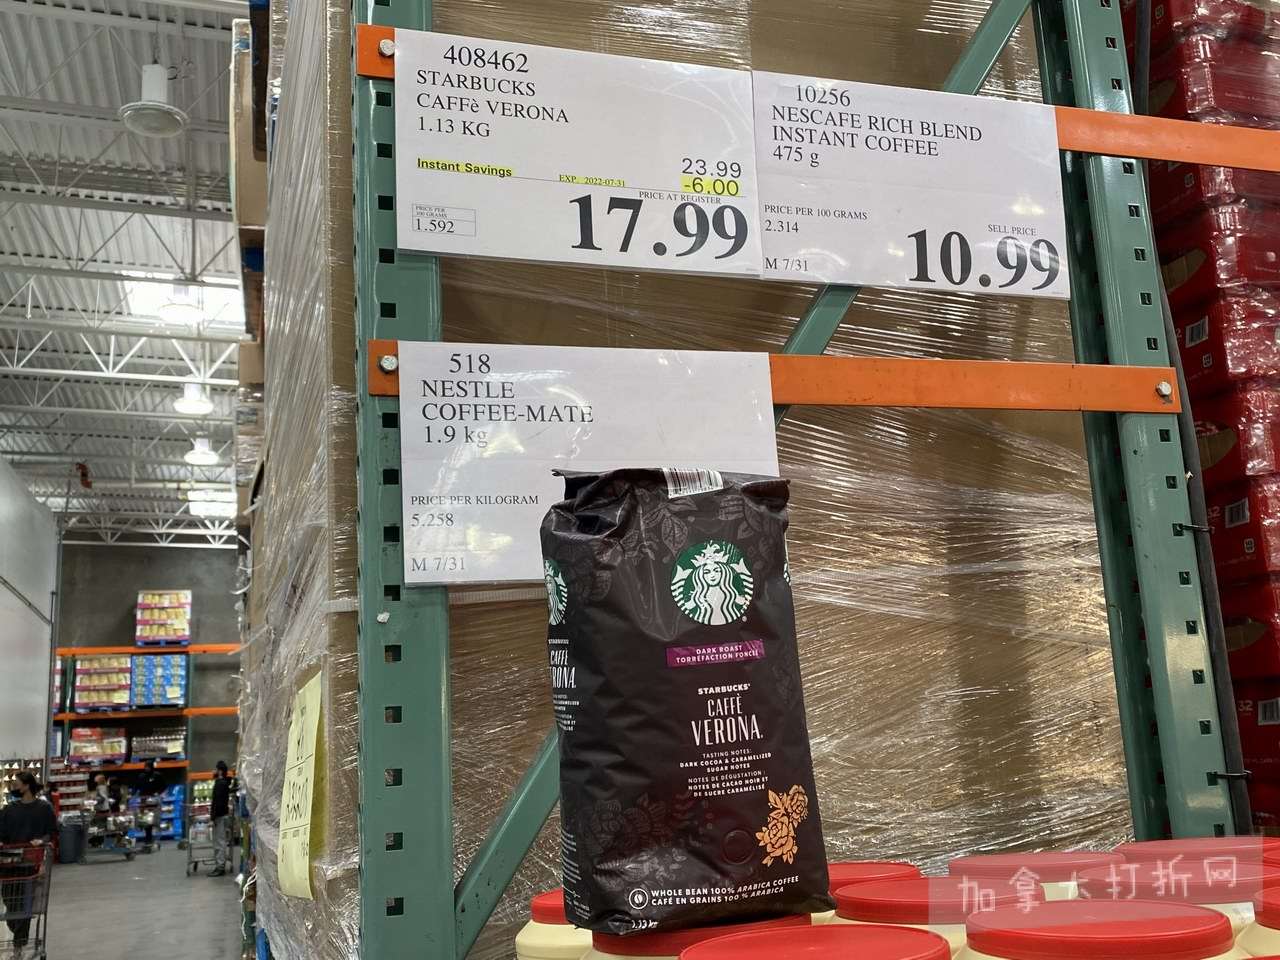 408462
STARBUCKS
CAFFè VERONA
1.13 KG
Instant Savings
EXP. 2022-07-31
23.99
-6.00
PRICE AT REGISTER
17.99
PRICE PER
100 GRAMS
1.592
10256
NESCAFE RICH BLEND
INSTANT COFFEE
475 g
PRICE PER 100 GRAMS
2.314
M 7/31
SELL PRICE
10.99
518
NESTLE
COFFEE-MATE
1.9 kg
PRICE PER KILOGRAM
5.258
M 7/31
DARK ROAST
TORRÉFACTION FONCÉE
STARBUCKS®
CAFFÈ
VERONA
TASTING NOTES:
DARK COCOA & CARAMELIZED
SUGAR NOTES
NOTES DE DÉGUSTATION :
NOTES DE CACAO NOIR ET
DE SUCRE CARAMÉLISÉ
WHOLE BEAN 100% ARABICA COFFEE
CAFÉ EN GRAINS 100 % ARABICA
1.13 kg
STARBUCKS
CAFFÈ
VERONA
加拿大打折网